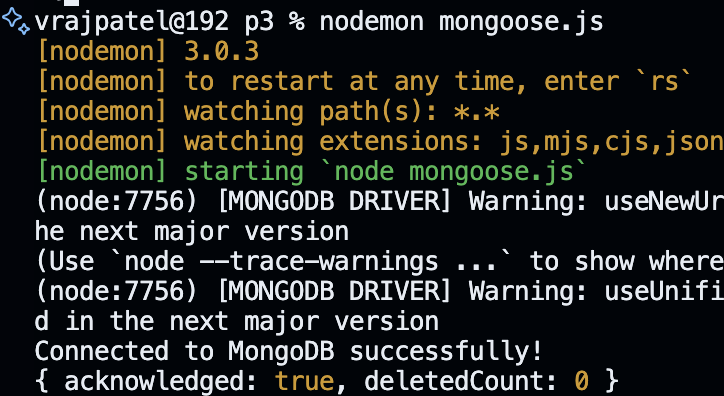 vrajpatel@192 p3 % nodemon mongoose.js
[nodemon] 3.0.3
[nodemon] to restart at any time, enter `rs`
[nodemon] watching path(s): *.*
[nodemon] watching extensions: js,mjs,cjs,json
[nodemon] starting `node mongoose.js`
(node:7756) [MONGODB DRIVER] Warning: useNewUr
he next major version
(Use `node --trace-warnings ...` to show where
(node:7756) [MONGODB DRIVER] Warning: useUnifi
d in the next major version
Connected to MongoDB successfully!
{ acknowledged: true, deletedCount: 0 }